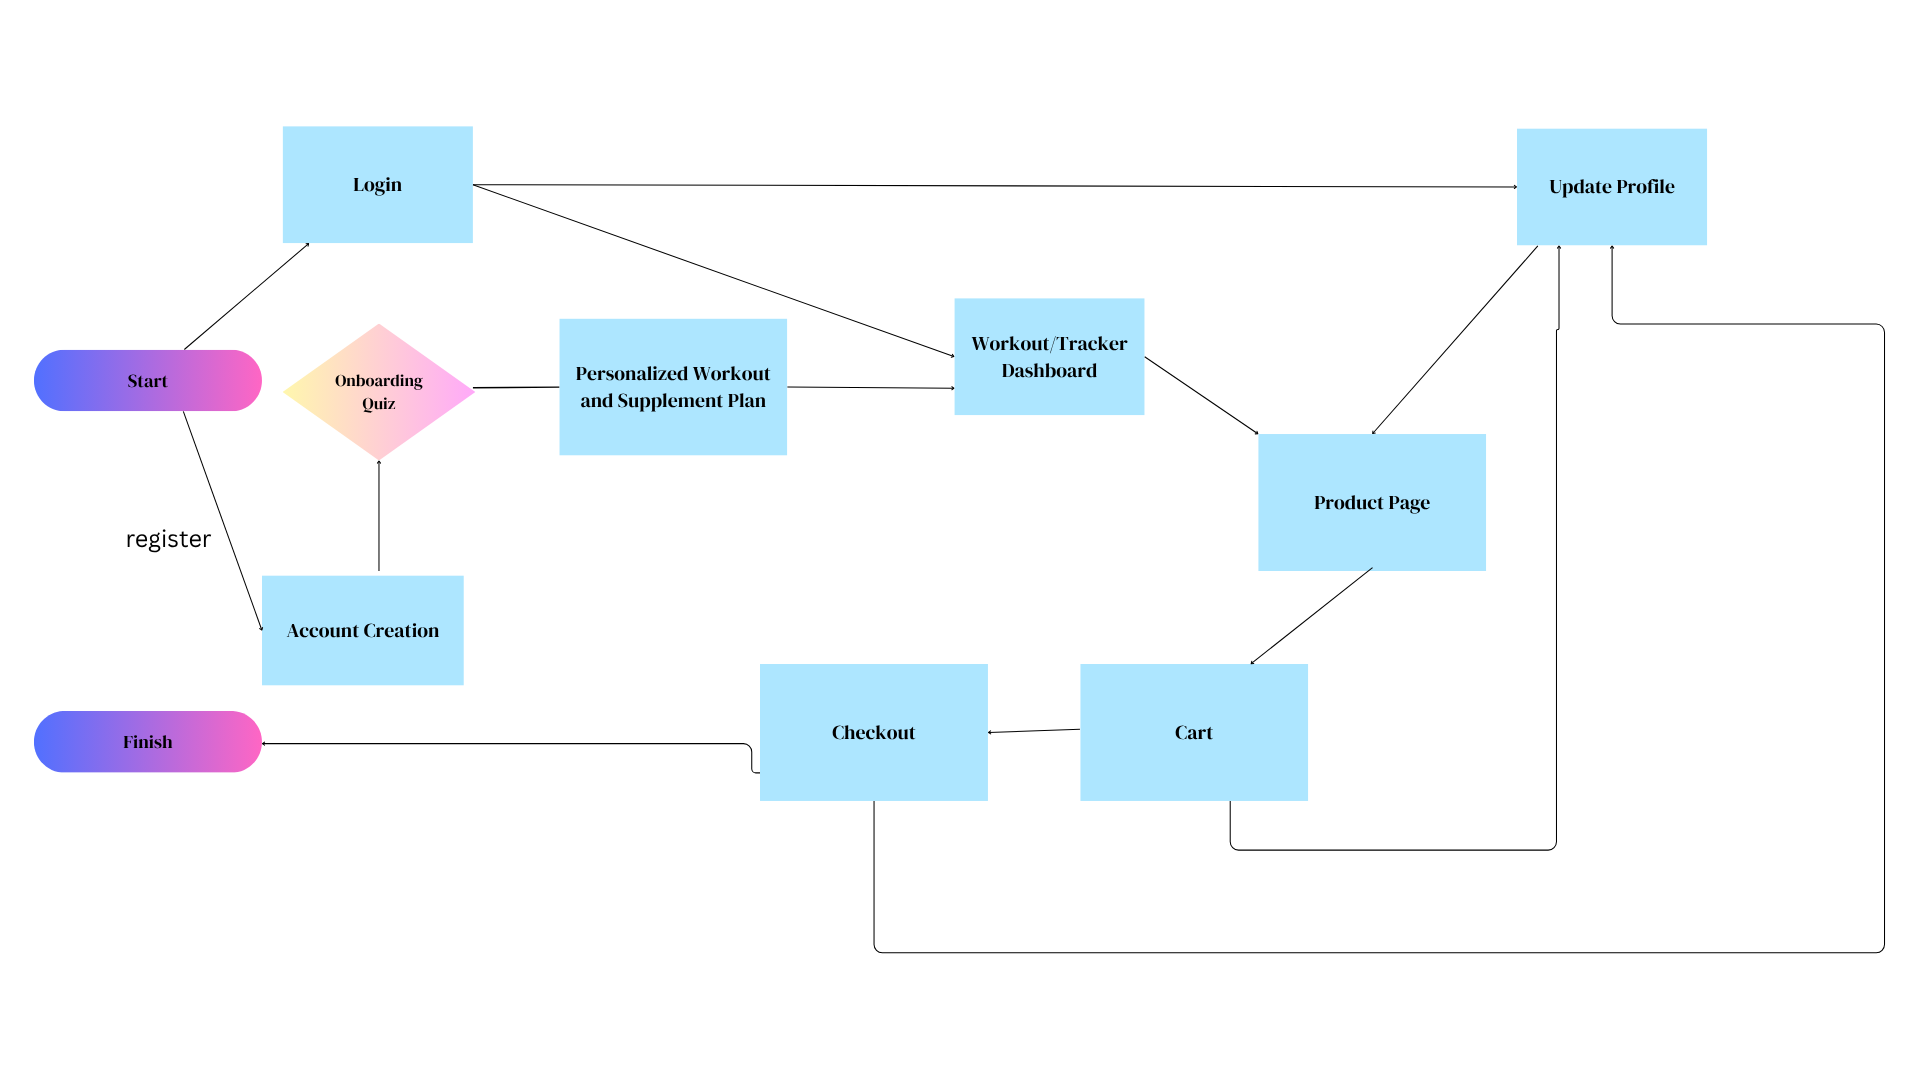 Login
Update Profile
Start
Onboarding
Quiz
Personalized Workout
and Supplement Plan
Workout/Tracker
Dashboard
Product Page
register
Account Creation
Finish
Checkout
Cart